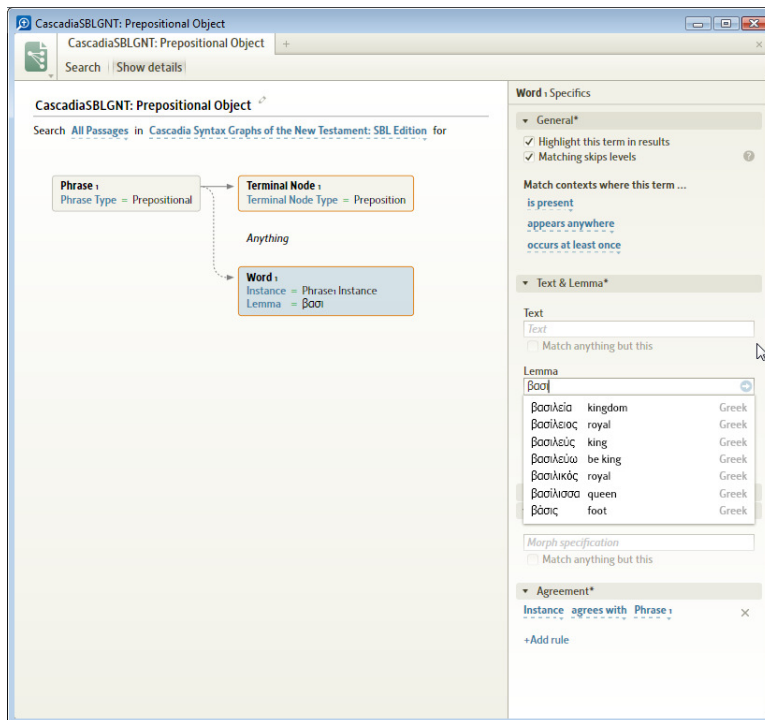 CascadiaSBLGNT: Prepositional Object
CascadiaSBLGNT: Prepositional Object
Search Show details
CascadiaSBLGNT: Prepositional Object
Search All Passages in Cascadia Syntax Graphs of the New Testament: SBL Edition for
Phrase 1
Phrase Type = Prepositional
Terminal Node 1
Terminal Node Type = Preposition
Anything
Word 1
Instance = Phrase1 Instance
Lemma = βασι
Word 1 Specifics
General*
Highlight this term in results
Matching skips levels
Match contexts where this term ...
is present
appears anywhere
occurs at least once
Text & Lemma*
Text
Text
Match anything but this
Lemma
βασι
βασιλεία kingdom Greek
βασίλειος royal Greek
βασιλεύς king Greek
βασιλεύω be king Greek
βασιλικός royal Greek
βασίλισσα queen Greek
βάσις foot Greek
Morph specification
Match anything but this
Agreement*
Instance agrees with Phrase 1
+Add rule